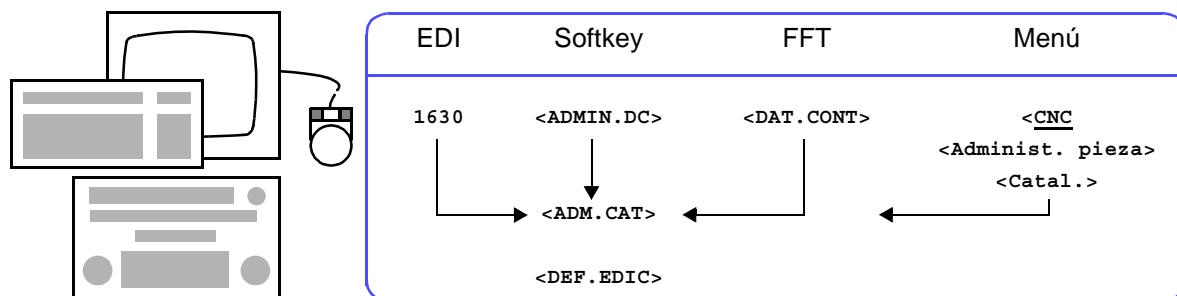 EDI Softkey FFT Menú
1630 <ADMIN.DC> <DAT.CONT> <CNC
<Administ. pieza>
<Catal.>
<ADM.CAT>
<DEF.EDIC>